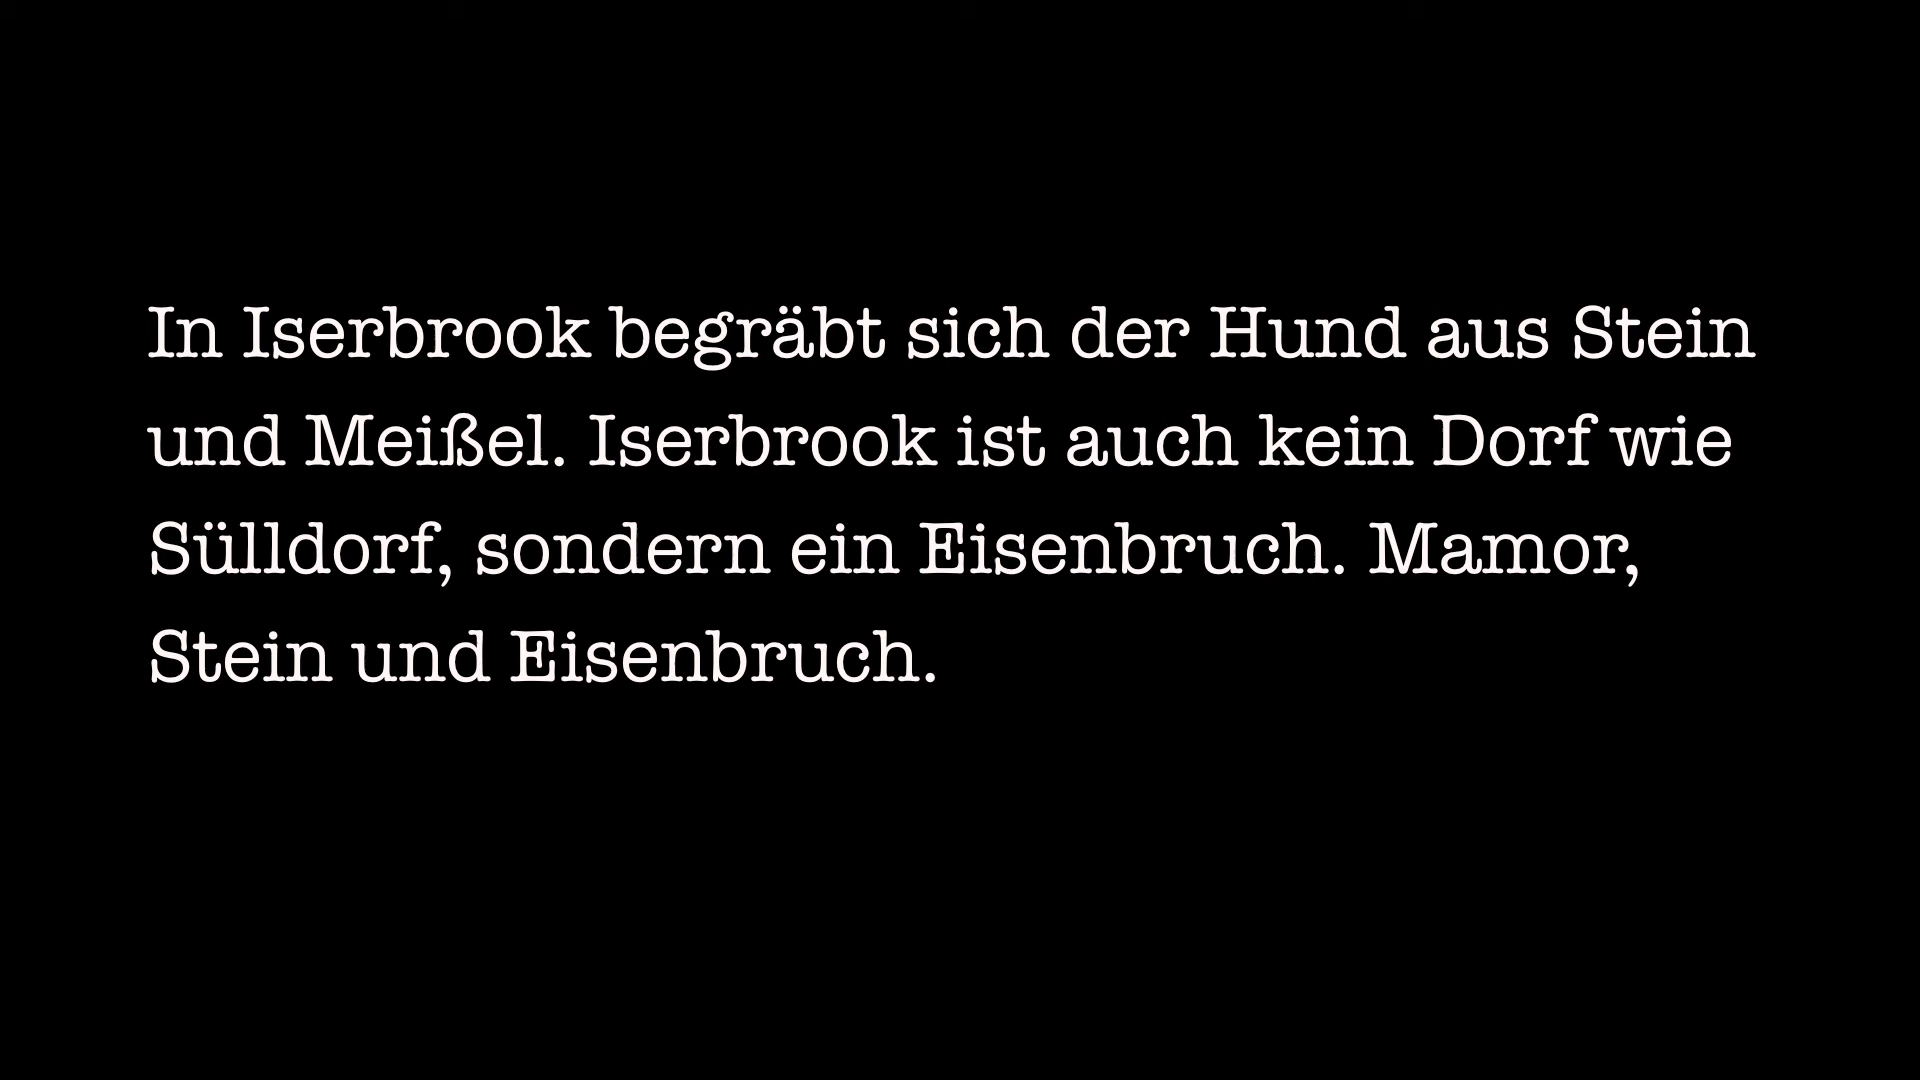 In Iserbrook begräbt sich der Hund aus Stein
und Meißel. Iserbrook ist auch kein Dorf wie
Sülldorf, sondern ein Eisenbruch. Mamor,
Stein und Eisenbruch.